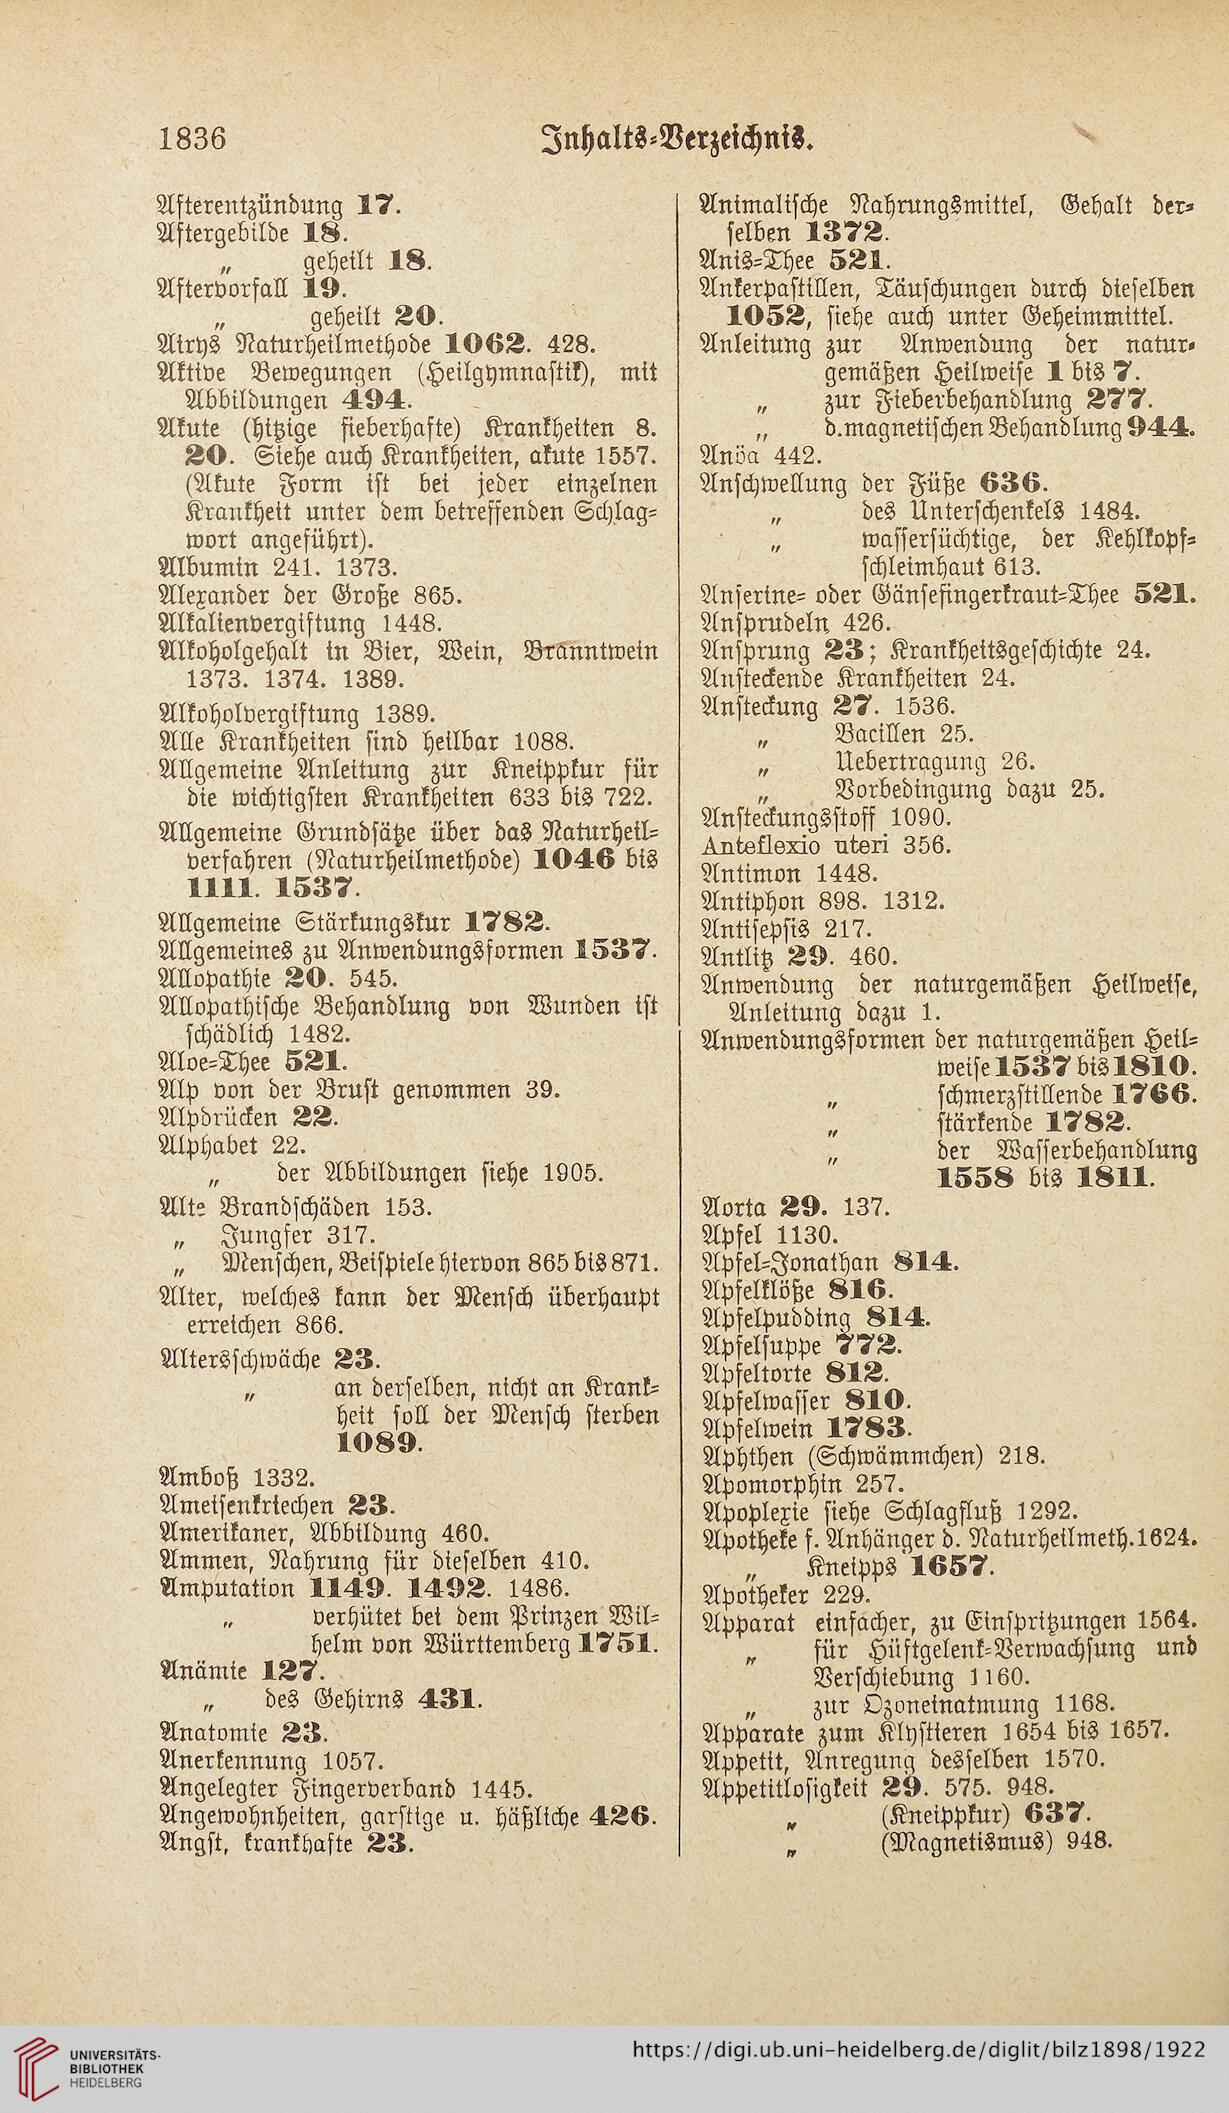 1836
Inhalts-Verzeichnis.
Afterentzündung 17.
Aftergebilde 18.
„ geheilt 18.
Aftervorfall 19.
„ geheilt 20.
Airys Naturheilmethode 1062. 428.
Aktive Bewegungen (Heilgymnastik), mit
Abbildungen 494.
Akute (hitzige fieberhafte) Krankheiten 8.
20. Siehe auch Krankheiten, akute 1557.
(Akute Form ist bei jeder einzelnen
Krankheit unter dem betreffenden Schlag-
wort angeführt).
Albumin 241. 1373.
Alexander der Große 865.
Alkalienvergiftung 1448.
Alkoholgehalt in Bier, Wein, Branntwein
1373. 1374. 1389.
Alkoholvergiftung 1389.
Alle Krankheiten sind heilbar 1088.
Allgemeine Anleitung zur Kneippkur für
die wichtigsten Krankheiten 633 bis 722.
Allgemeine Grundsätze über das Naturheil-
verfahren (Naturheilmethode) 1046 bis
1111. 1537.
Allgemeine Stärkungskur 1782.
Allgemeines zu Anwendungsformen 1537.
Allopathie 20. 545.
Allopathische Behandlung von Wunden ist
schädlich 1482.
Aloe-Thee 521.
Alp von der Brust genommen 39.
Alpdrücken 22.
Alphabet 22.
„ der Abbildungen siehe 1905.
Alte Brandschäden 153.
„ Jungfer 317.
„ Menschen, Beispiele hiervon 865 bis 871.
Alter, welches kann der Mensch überhaupt
erreichen 866.
Altersschwäche 23.
„ an derselben, nicht an Krank-
heit soll der Mensch sterben
1089.
Amboß 1332.
Ameisenkriechen 23.
Amerikaner, Abbildung 460.
Ammen, Nahrung für dieselben 410.
Amputation 1149. 1492. 1486.
„ verhütet bei dem Prinzen Wil-
helm von Württemberg 1751.
Anämie 127.
„ des Gehirns 431.
Anatomie 23.
Anerkennung 1057.
Angelegter Fingerverband 1445.
Angewohnheiten, garstige u. häßliche 426.
Angst, krankhafte 23.
Animalische Nahrungsmittel, Gehalt der-
selben 1372.
Anis-Thee 521.
Ankerpastillen, Täuschungen durch dieselben
1052, siehe auch unter Geheimmittel.
Anleitung zur Anwendung der natur-
gemäßen Heilweise 1 bis 7.
„ zur Fieberbehandlung 277.
„ d. magnetischen Behandlung 944.
Anöa 442.
Anschwellung der Füße 636.
„ des Unterschenkels 1484.
„ wassersüchtige, der Kehlkopf-
schleimhaut 613.
Anserine- oder Gänsefingerkraut-Thee 521.
Ansprudeln 426.
Ansprung 23; Krankheitsgeschichte 24.
Ansteckende Krankheiten 24.
Ansteckung 27. 1536.
„ Bacillen 25.
„ Uebertragung 26.
„ Vorbedingung dazu 25.
Ansteckungsstoff 1090.
Anteflexio uteri 356.
Antimon 1448.
Antiphon 898. 1312.
Antisepsis 217.
Antlitz 29. 460.
Anwendung der naturgemäßen Heilweise,
Anleitung dazu 1.
Anwendungsformen der naturgemäßen Heil-
weise 1537 bis 1810.
„ schmerzstillende 1766.
„ stärkende 1782.
„ der Wasserbehandlung
1558 bis 1811.
Aorta 29. 137.
Apfel 1130.
Apfel-Jonathan 814.
Apfelklöße 816.
Apfelpudding 814.
Apfelsuppe 772.
Apfeltorte 812.
Apfelwasser 810.
Apfelwein 1783.
Aphthen (Schwämmchen) 218.
Apomorphin 257.
Apoplexie siehe Schlagfluß 1292.
Apotheke f. Anhänger d. Naturheilmeth. 1624.
„ Kneipps 1657.
Apotheker 229.
Apparat einfacher, zu Einspritzungen 1564.
„ für Hüftgelenk-Verwachsung und
Verschiebung 1160.
„ zur Ozoneinatmung 1168.
Apparate zum Klystieren 1654 bis 1657.
Appetit, Anregung desselben 1570.
Appetitlosigkeit 29. 575. 948.
„ (Kneippkur) 637.
„ (Magnetismus) 948.
UNIVERSITÄTS-
BIBLIOTHEK
HEIDELBERG
https://digi.ub.uni-heidelberg.de/diglit/bilz1898/1922